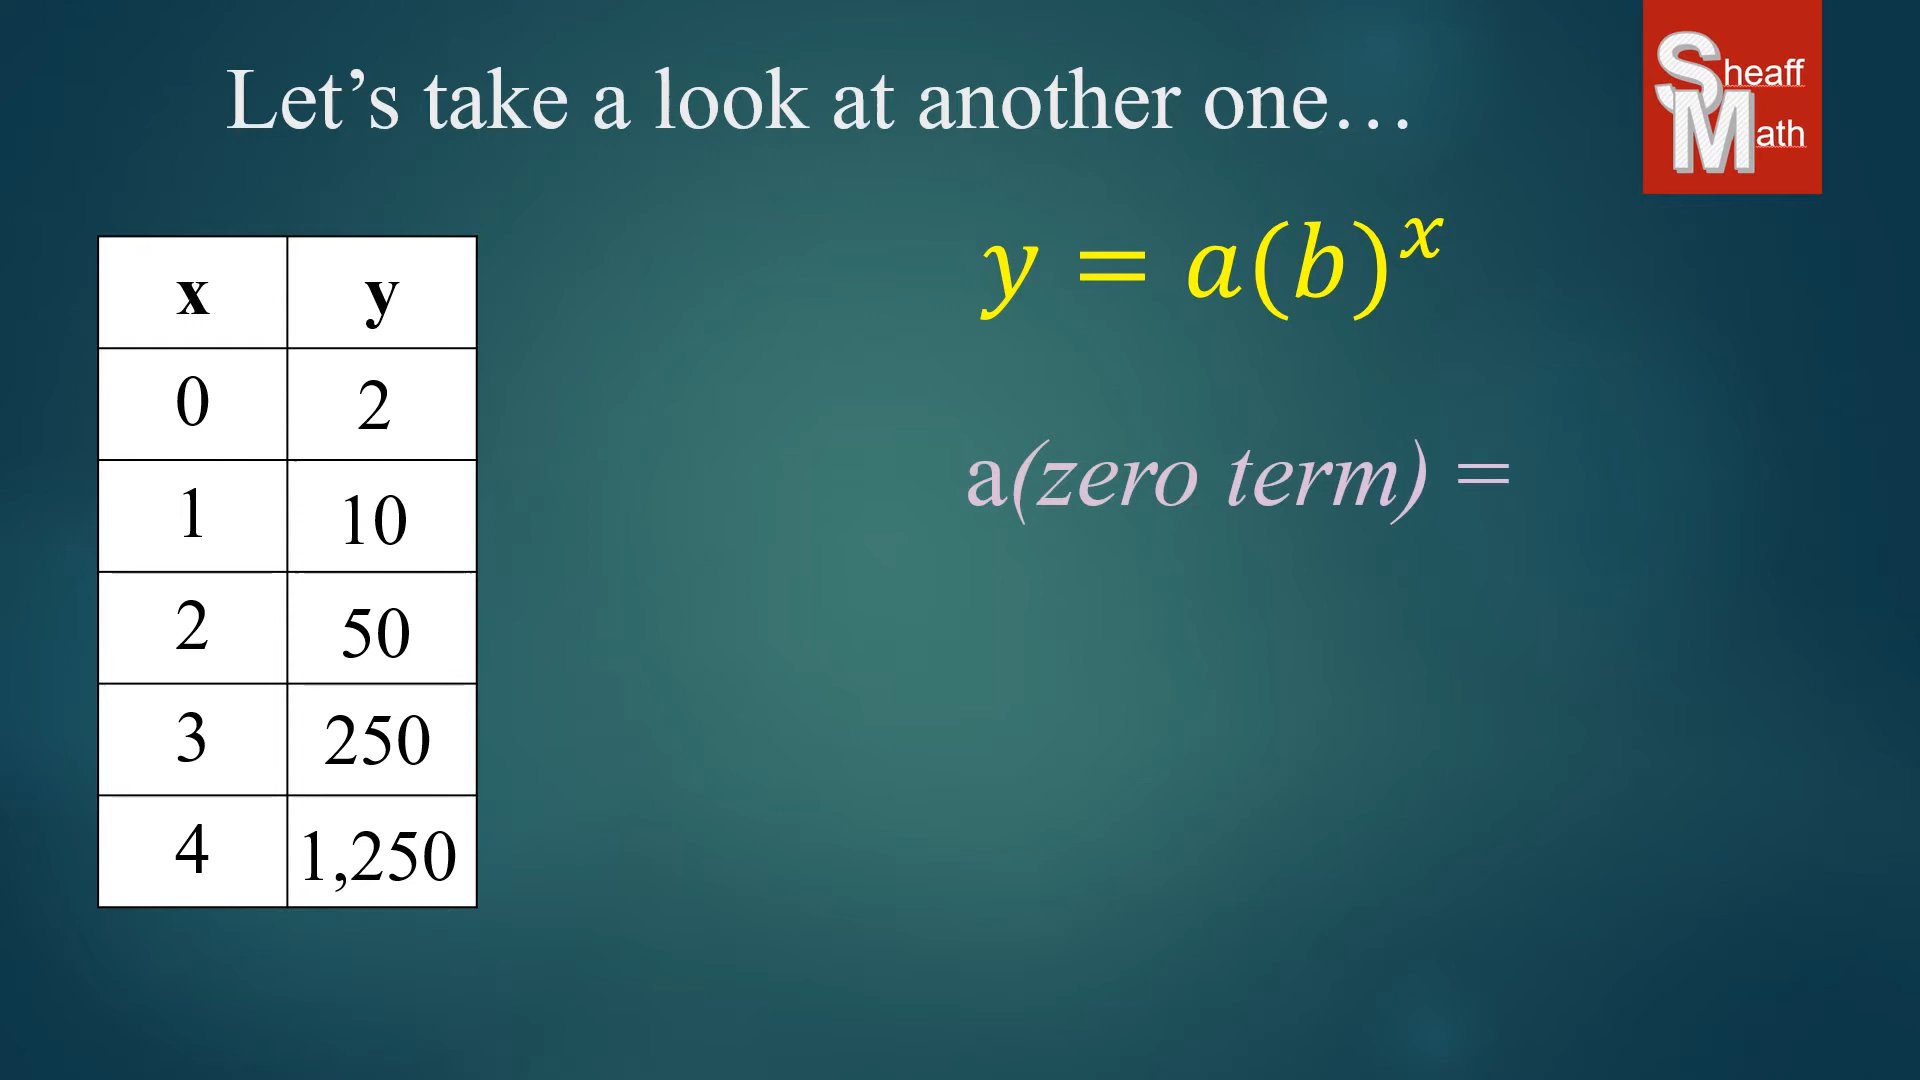 Let’s take a look at another one…
Sheaff
Math
y = a(b)^x
a(zero term) =
x y
0 2
1 10
2 50
3 250
4 1,250